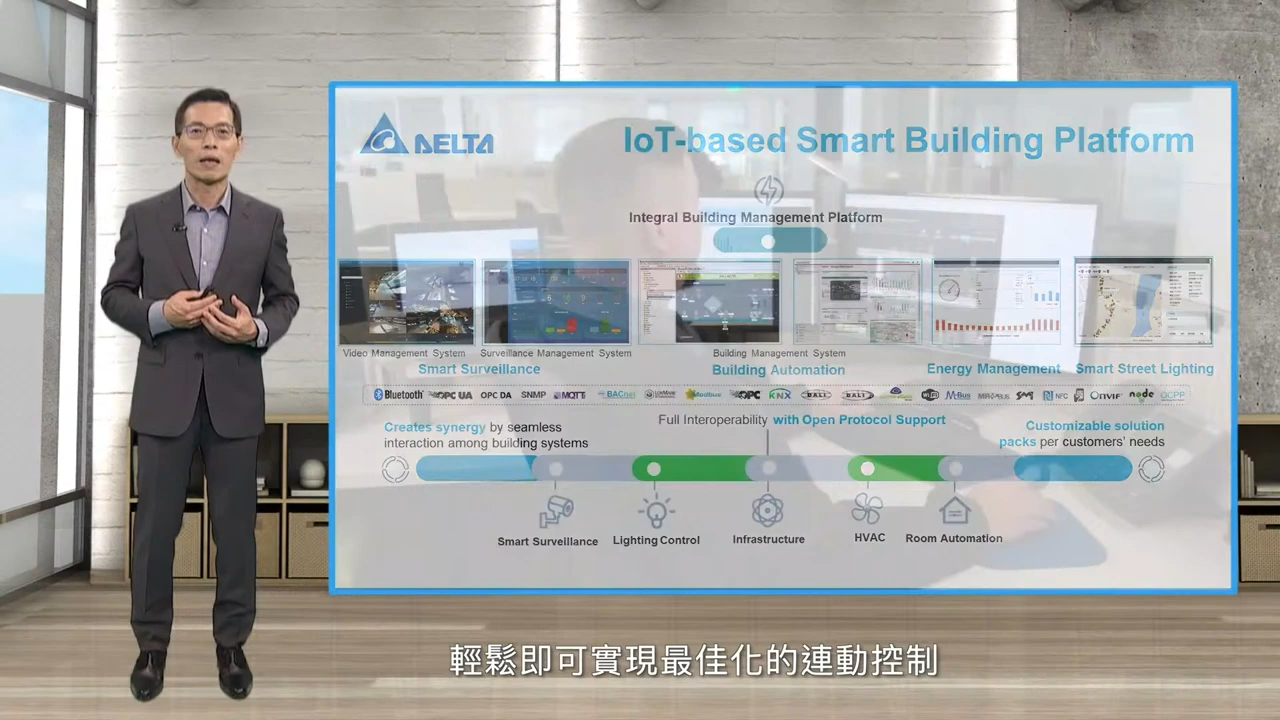 DELTA
IoT-based Smart Building Platform
Integral Building Management Platform
Video Management System
Surveillance Management System
Building Management System
Smart Surveillance
Building Automation
Energy Management
Smart Street Lighting
Bluetooth OPC UA OPC DA SNMP MQTT BACnet Modbus OPC KNX DALI DALI M-Bus NFC ONVIF node OCPP
Creates synergy by seamless
interaction among building systems
Full Interoperability with Open Protocol Support
Customizable solution
packs per customers' needs
Smart Surveillance
Lighting Control
Infrastructure
HVAC
Room Automation
輕鬆即可實現最佳化的連動控制